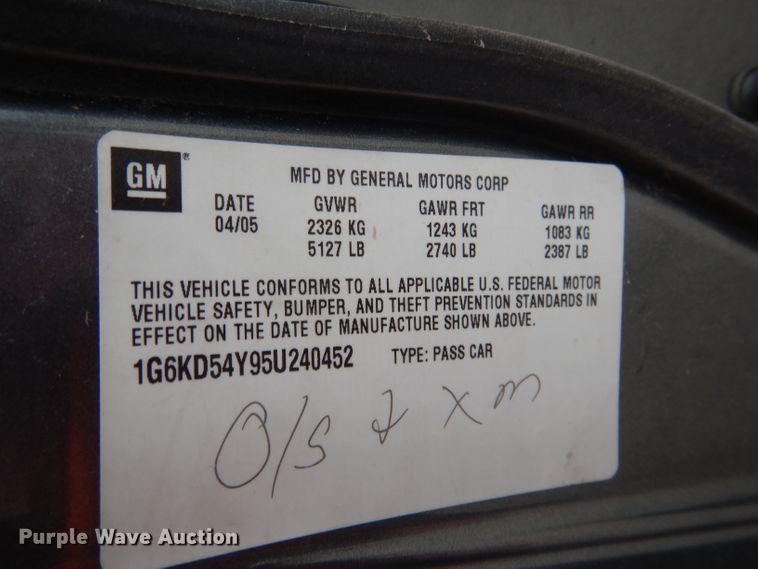 GM®
MFD BY GENERAL MOTORS CORP
DATE GVWR GAWR FRT GAWR RR
04/05 2326 KG 1243 KG 1083 KG
5127 LB 2740 LB 2387 LB
THIS VEHICLE CONFORMS TO ALL APPLICABLE U.S. FEDERAL MOTOR
VEHICLE SAFETY, BUMPER, AND THEFT PREVENTION STANDARDS IN
EFFECT ON THE DATE OF MANUFACTURE SHOWN ABOVE.
1G6KD54Y95U240452 TYPE: PASS CAR
O/S & xm
Purple Wave Auction
PurpleWave.com